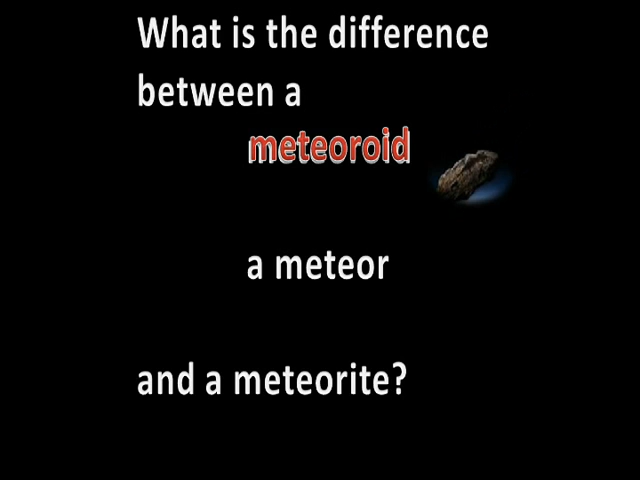 What is the difference
between a
meteoroid
a meteor
and a meteorite?